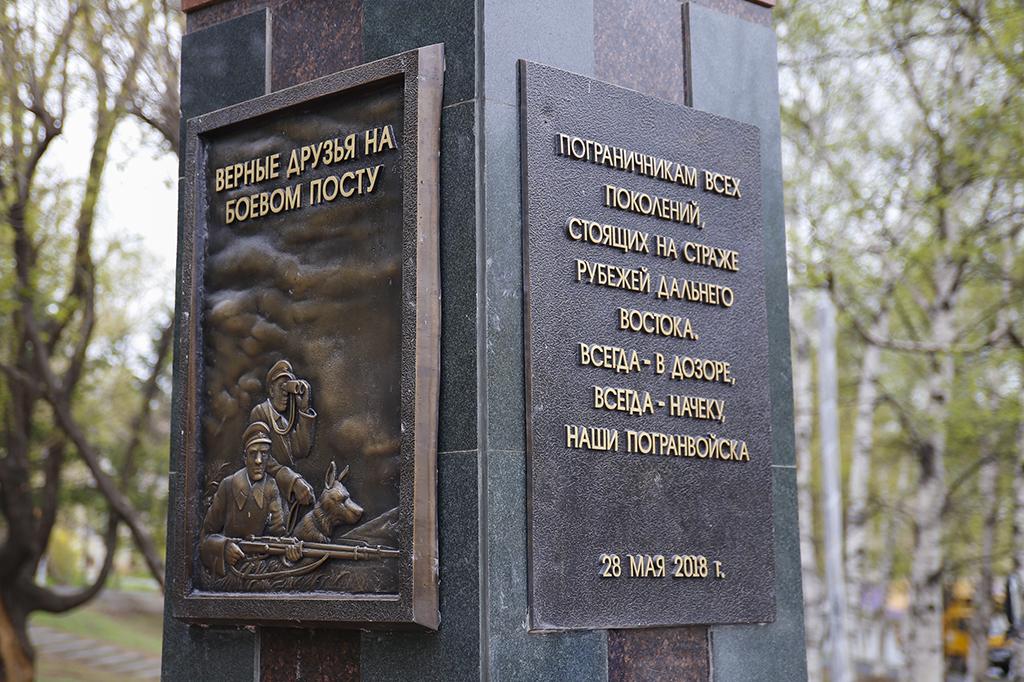 ВЕРНЫЕ ДРУЗЬЯ НА
БОЕВОМ ПОСТУ
ПОГРАНИЧНИКАМ ВСЕХ
ПОКОЛЕНИЙ,
СТОЯЩИХ НА СТРАЖЕ
РУБЕЖЕЙ ДАЛЬНЕГО
ВОСТОКА.
ВСЕГДА - В ДОЗОРЕ,
ВСЕГДА - НАЧЕКУ,
НАШИ ПОГРАНВОЙСКА
28 МАЯ 2018 г.